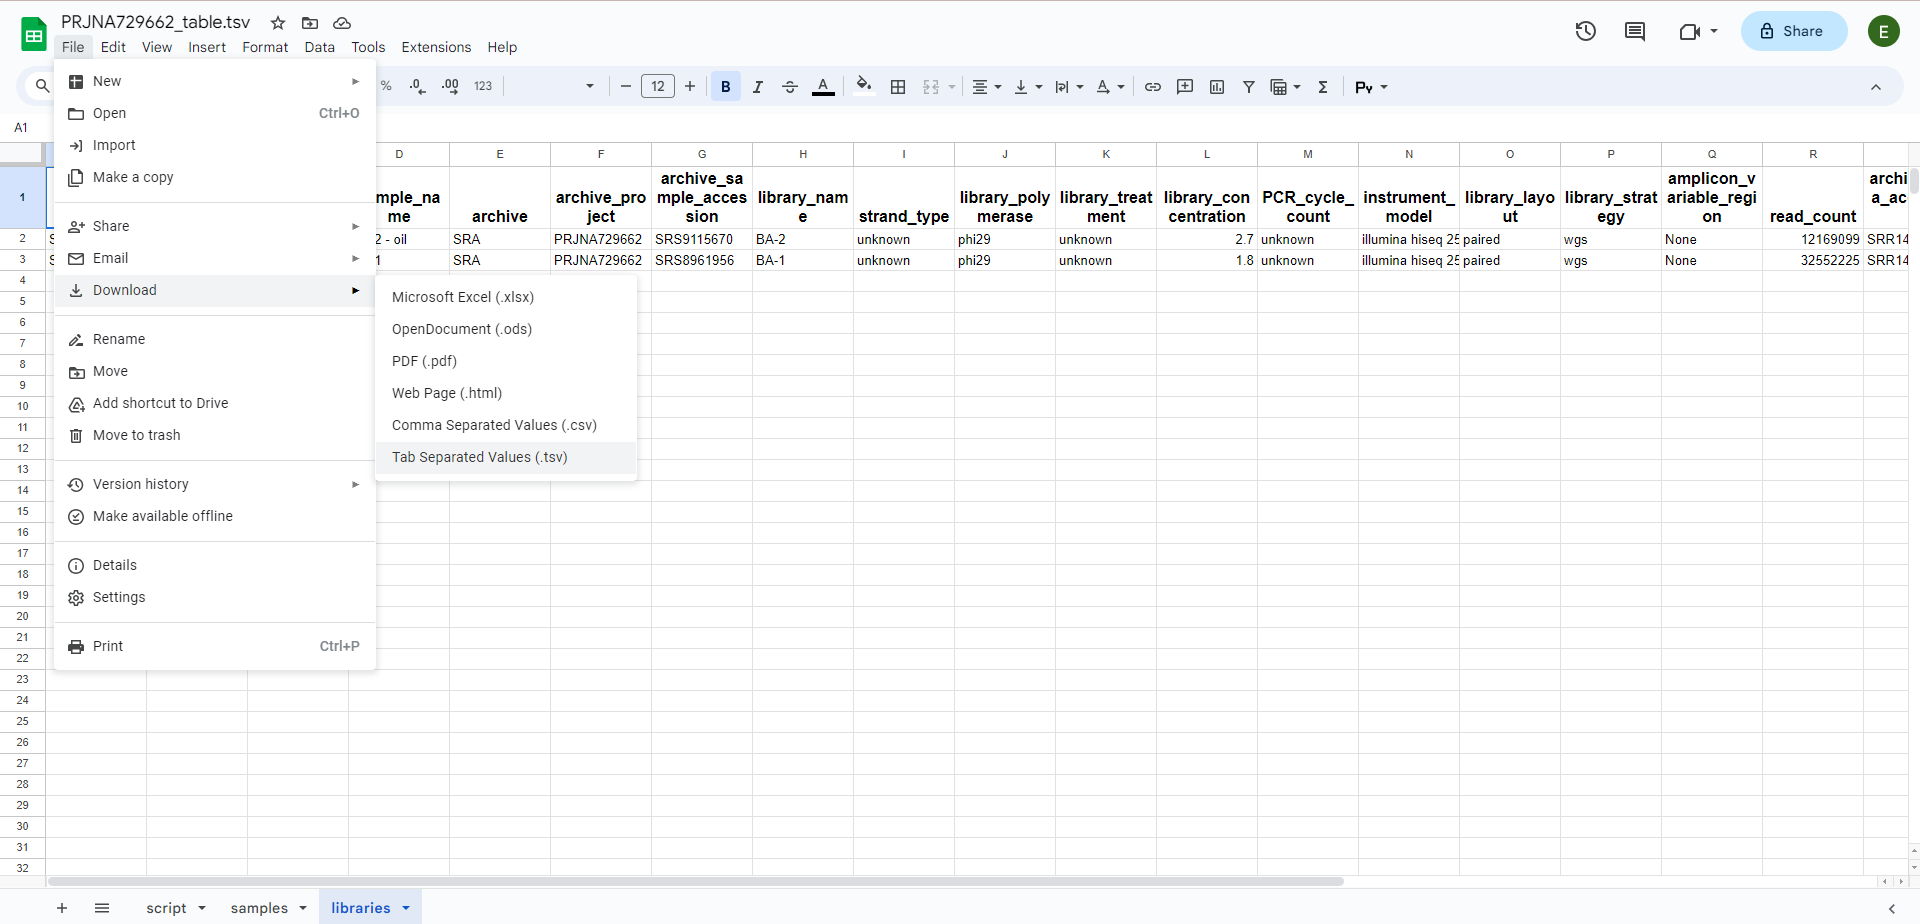 PRJNA729662_table.tsv
File Edit View Insert Format Data Tools Extensions Help
Share
E
New
Open Ctrl+O
Import
Make a copy
Share
Email
Download
Rename
Move
Add shortcut to Drive
Move to trash
Version history
Make available offline
Details
Settings
Print Ctrl+P
Microsoft Excel (.xlsx)
OpenDocument (.ods)
PDF (.pdf)
Web Page (.html)
Comma Separated Values (.csv)
Tab Separated Values (.tsv)
% .0 .00 123 12 B I A Σ Py
A1
D E F G H I J K L M N O P Q R
1 mple_name archive archive_project archive_sample_accession library_name strand_type library_polymerase library_treatment library_concentration PCR_cycle_count instrument_model library_layout library_strategy amplicon_variable_region read_count archi a_ac
2 S 2 - oil SRA PRJNA729662 SRS9115670 BA-2 unknown phi29 unknown 2.7 unknown illumina hiseq 25 paired wgs None 12169099 SRR14
3 S 1 SRA PRJNA729662 SRS8961956 BA-1 unknown phi29 unknown 1.8 unknown illumina hiseq 25 paired wgs None 32552225 SRR14
4
5
6
7
8
9
10
11
12
13
14
15
16
17
18
19
20
21
22
23
24
25
26
27
28
29
30
31
32
script samples libraries